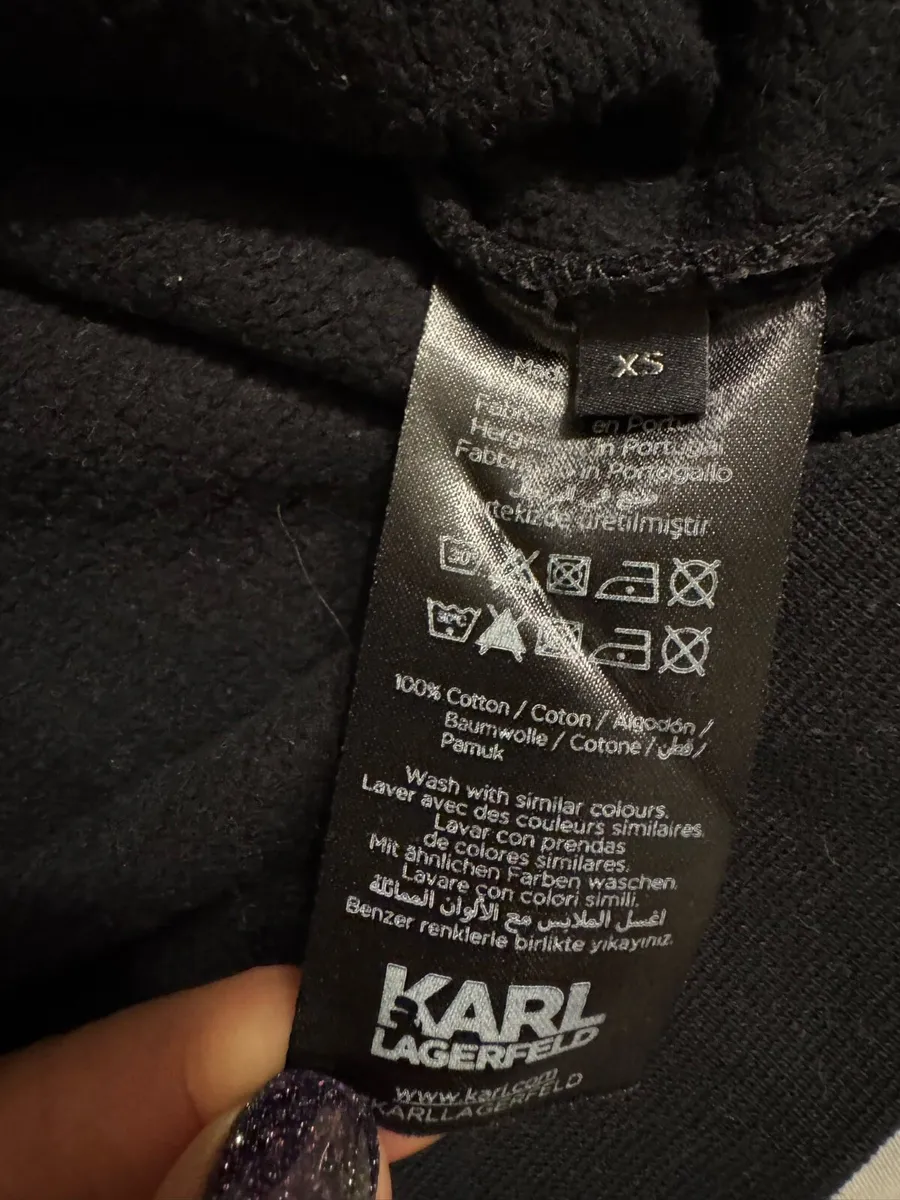 XS
en
in Portugal
in Portogallo
üretilmiştir.
30°C
100% Cotton / Coton / Algodón /
Baumwolle / Cotone / قطن /
Pamuk
Wash with similar colours.
Laver avec des couleurs similaires.
Lavar con prendas
de colores similares.
Mit ähnlichen Farben waschen.
Lavare con colori simili.
اغسل الملابس مع الألوان المماثلة
Benzer renklerle birlikte yıkayınız.
KARL
LAGERFELD
www.karl.com
KARLLAGERFELD